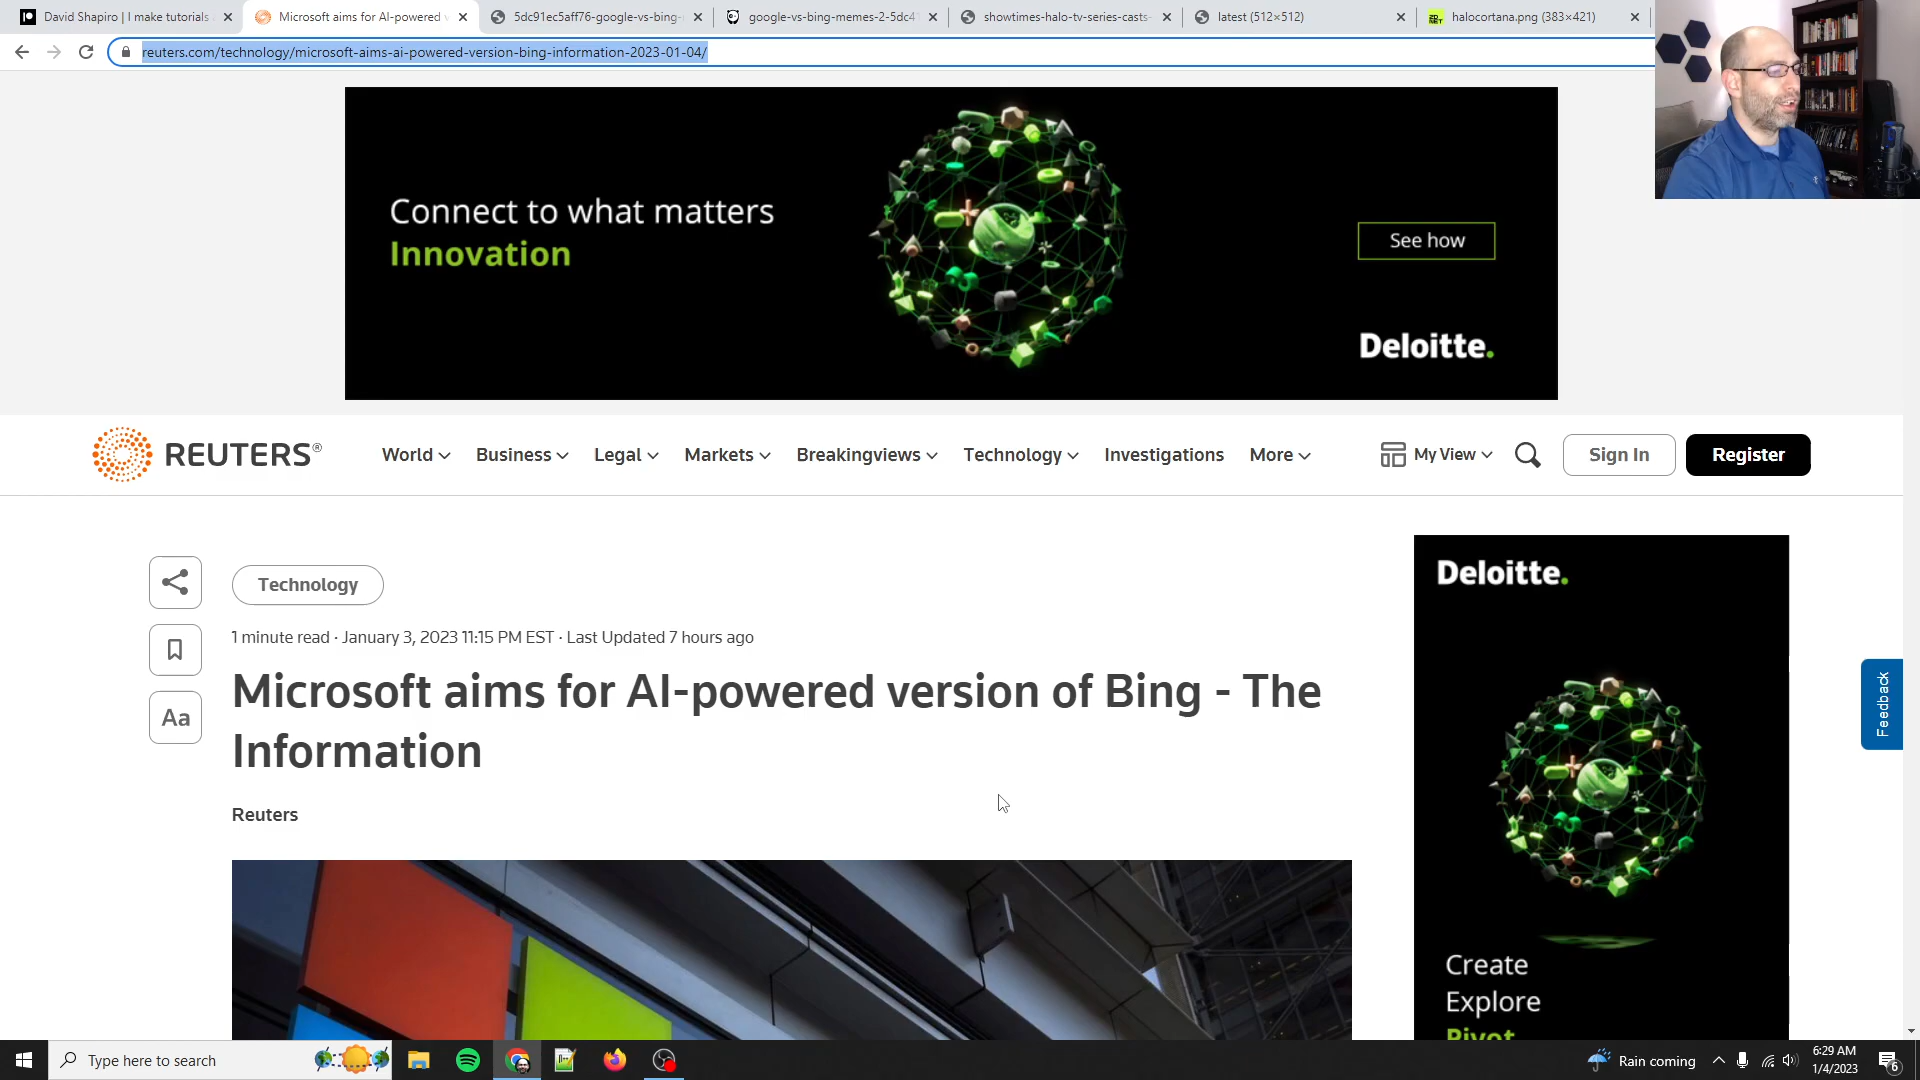 David Shapiro | I make tutorials
Microsoft aims for AI-powered
5dc91ec5aff76-google-vs-bing-
google-vs-bing-memes-2-5dc4
showtimes-halo-tv-series-casts-
latest (512×512)
halocortana.png (383×421)
reuters.com/technology/microsoft-aims-ai-powered-version-bing-information-2023-01-04/
Connect to what matters
Innovation
See how
Deloitte.
REUTERS®
World
Business
Legal
Markets
Breakingviews
Technology
Investigations
More
My View
Sign In
Register
Technology
1 minute read · January 3, 2023 11:15 PM EST · Last Updated 7 hours ago
Microsoft aims for AI-powered version of Bing - The
Information
Aa
Reuters
Deloitte.
Create
Explore
Pivot
Feedback
Type here to search
Rain coming
6:29 AM
1/4/2023
6